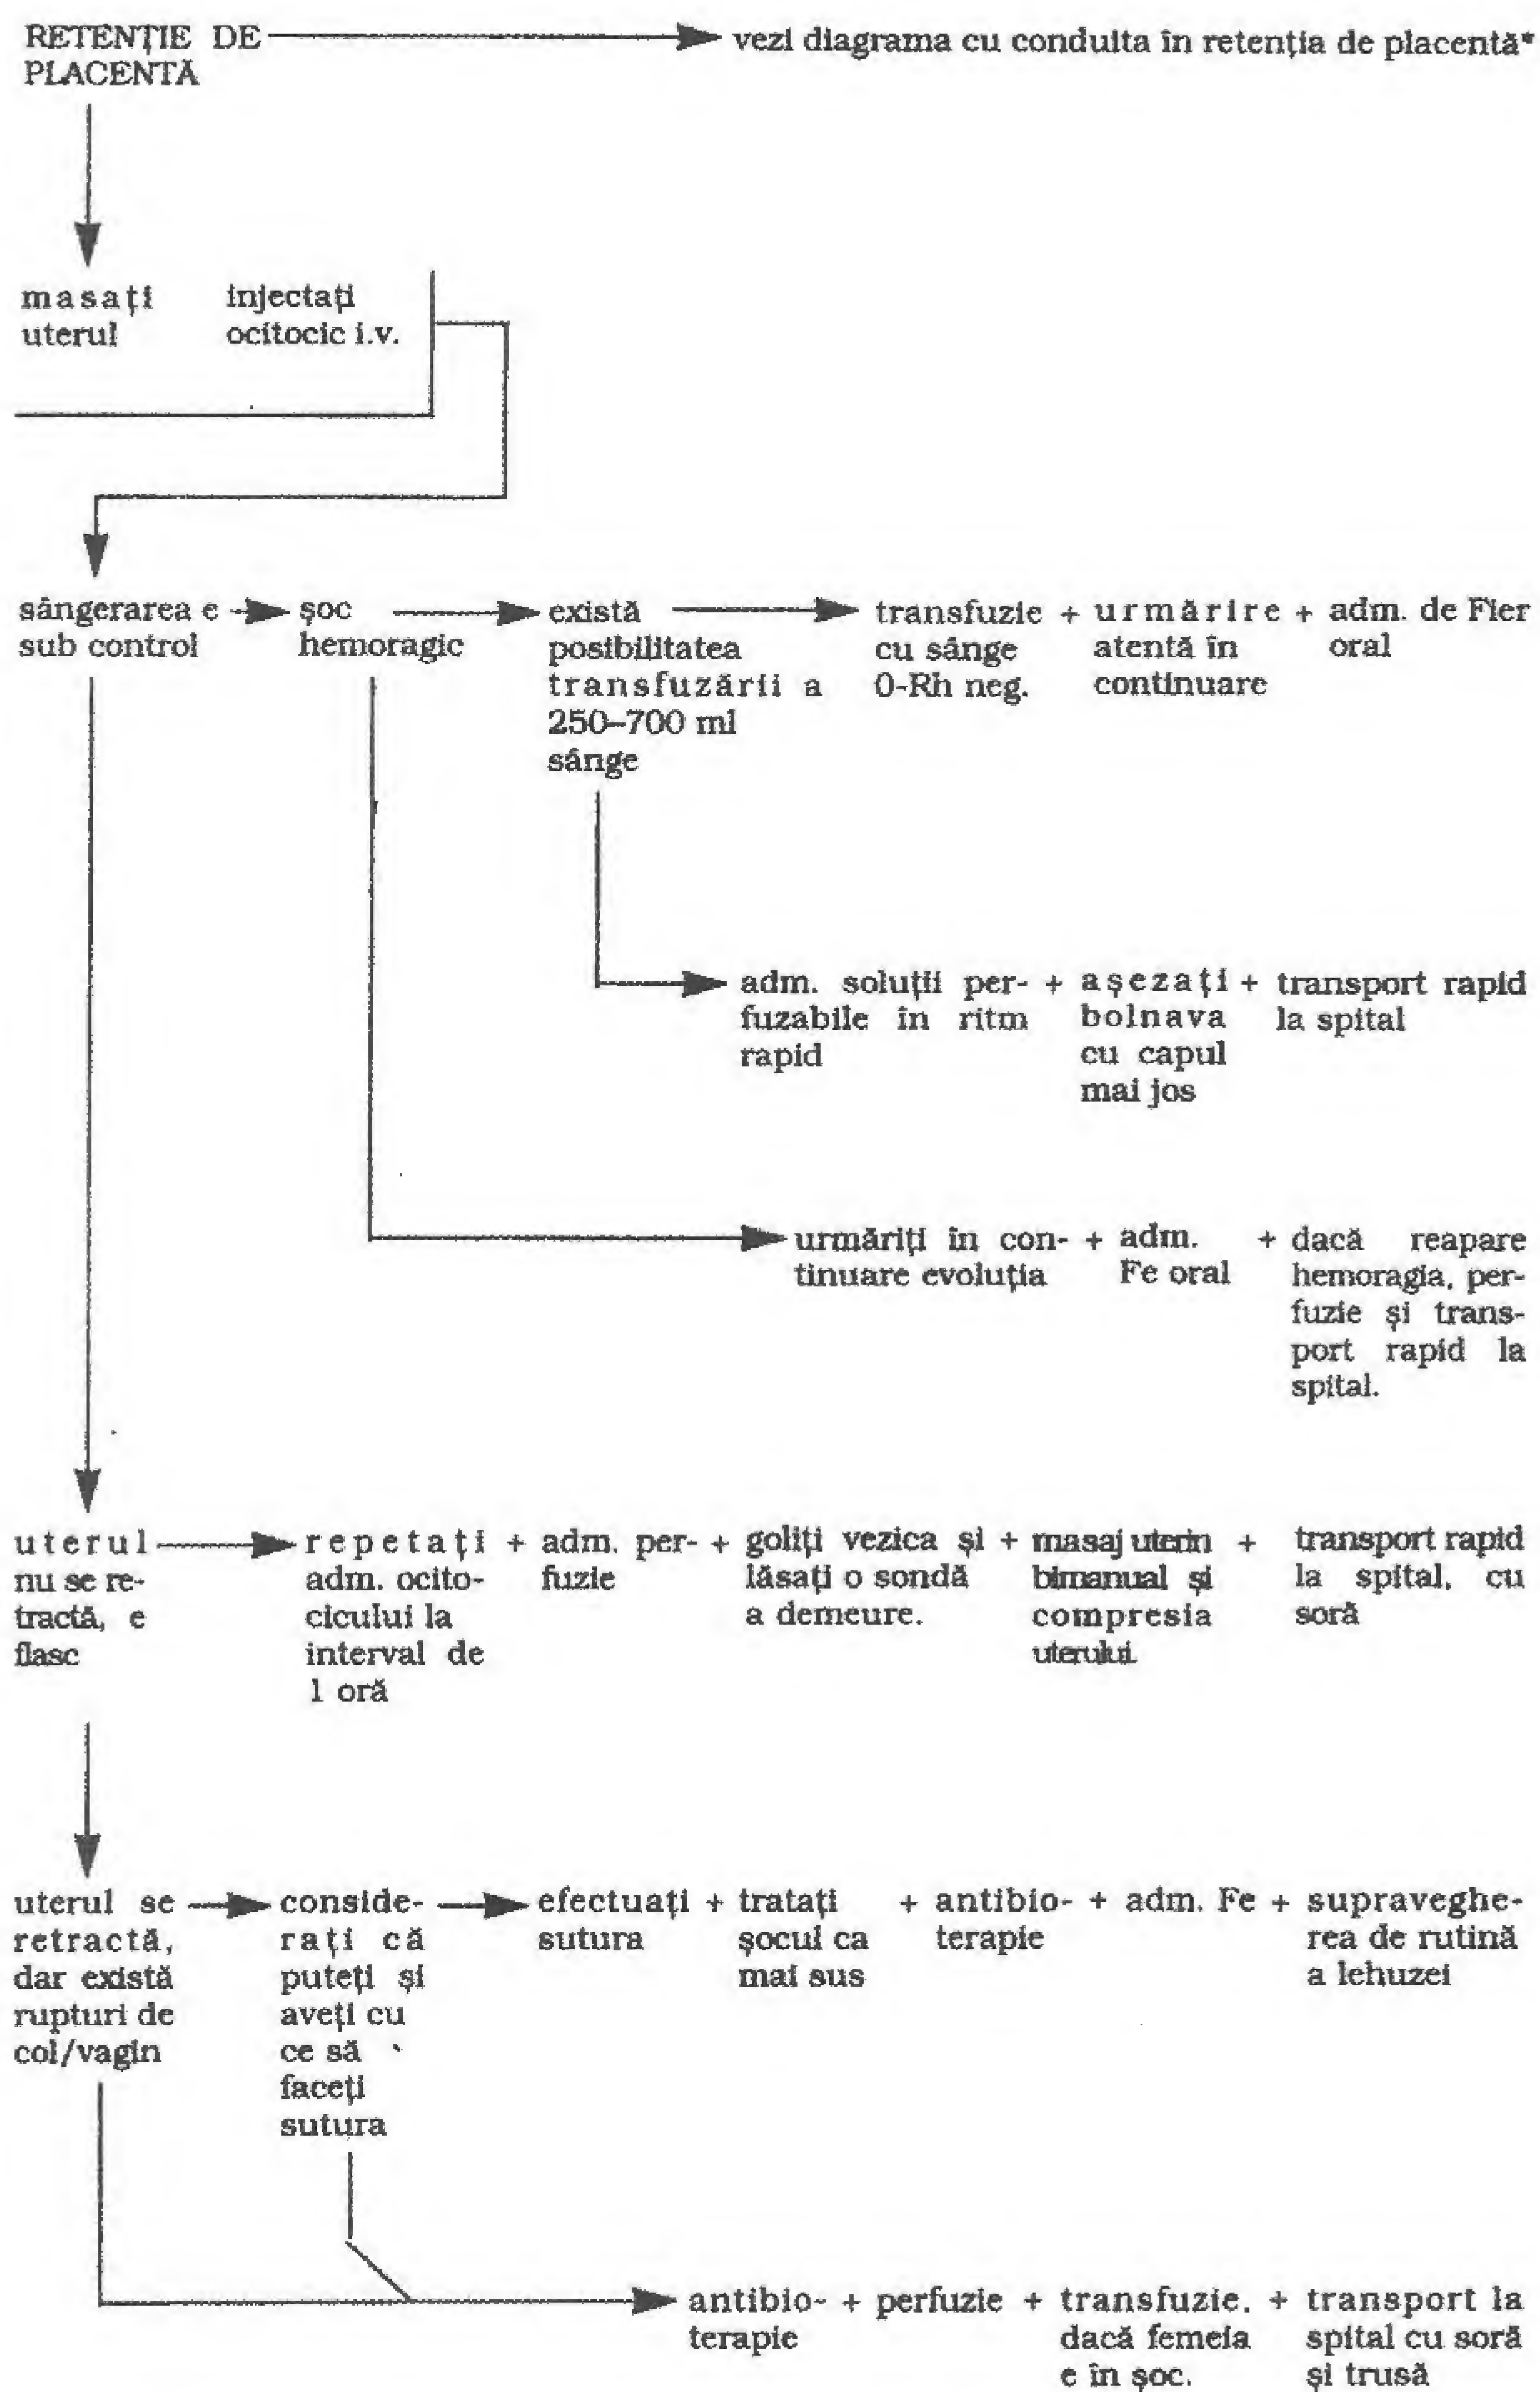 RETENȚIE DE
PLACENTĂ
vezi diagrama cu conduita în retenția de placentă*
masați
uterul
injectați
ocitocic i.v.
sângerarea e
sub control
șoc
hemoragic
există
posibilitatea
transfuzării a
250–700 ml
sânge
transfuzie +
cu sânge
0-Rh neg.
urmărire +
atentă în
continuare
adm. de Fier
oral
adm. soluții per- +
fuzabile în ritm
rapid
așezați +
bolnava
cu capul
mai jos
transport rapid
la spital
urmăriți în con- +
tinuare evoluția
adm. +
Fe oral
dacă reapare
hemoragia, per-
fuzie și trans-
port rapid la
spital.
uterul
nu se re-
tractă, e
flasc
repetați +
adm. ocito-
cicului la
interval de
1 oră
adm. per- +
fuzie
goliți vezica și +
lăsați o sondă
a demeure.
masaj uterin +
bimanual și
compresia
uterului.
transport rapid
la spital, cu
soră
uterul se
retractă,
dar există
rupturi de
col/vagin
conside-
rați că
puteți și
aveți cu
ce să
faceți
sutura
efectuați +
sutura
tratați +
șocul ca
mai sus
antibio- +
terapie
adm. Fe +
supraveghe-
rea de rutină
a lehuzei
antibio- +
terapie
perfuzie +
transfuzie, +
dacă femeia
e în șoc.
transport la
spital cu soră
și trusă